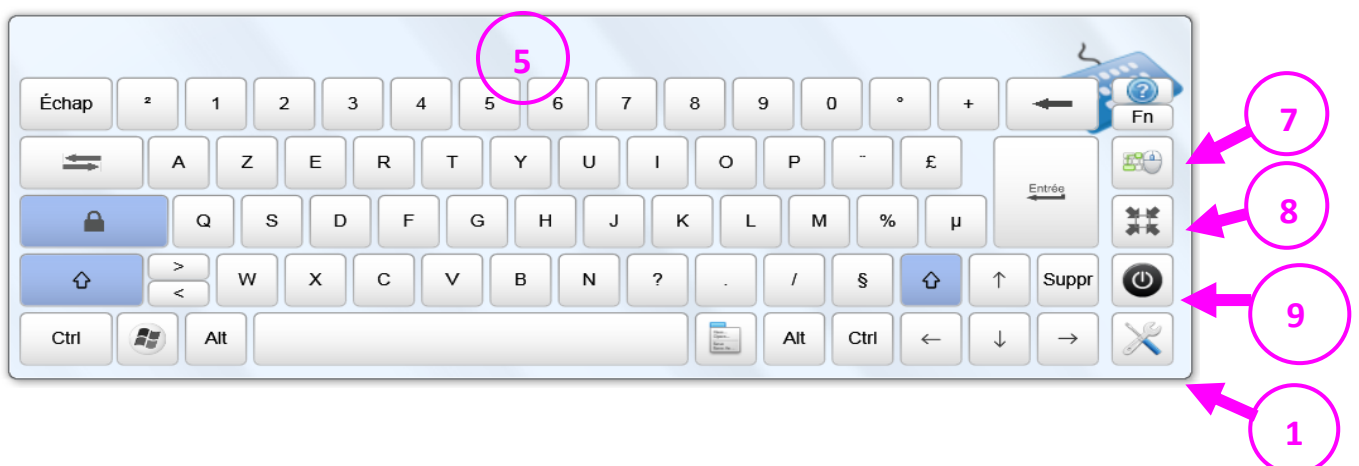 5
Échap ² 1 2 3 4 5 6 7 8 9 0 ° + Fn
7
A Z E R T Y U I O P ¨ £ Entrée
Q S D F G H J K L M % µ
8
> < W X C V B N ? . / § ↑ Suppr
9
Ctrl Alt Alt Ctrl ← ↓ →
1